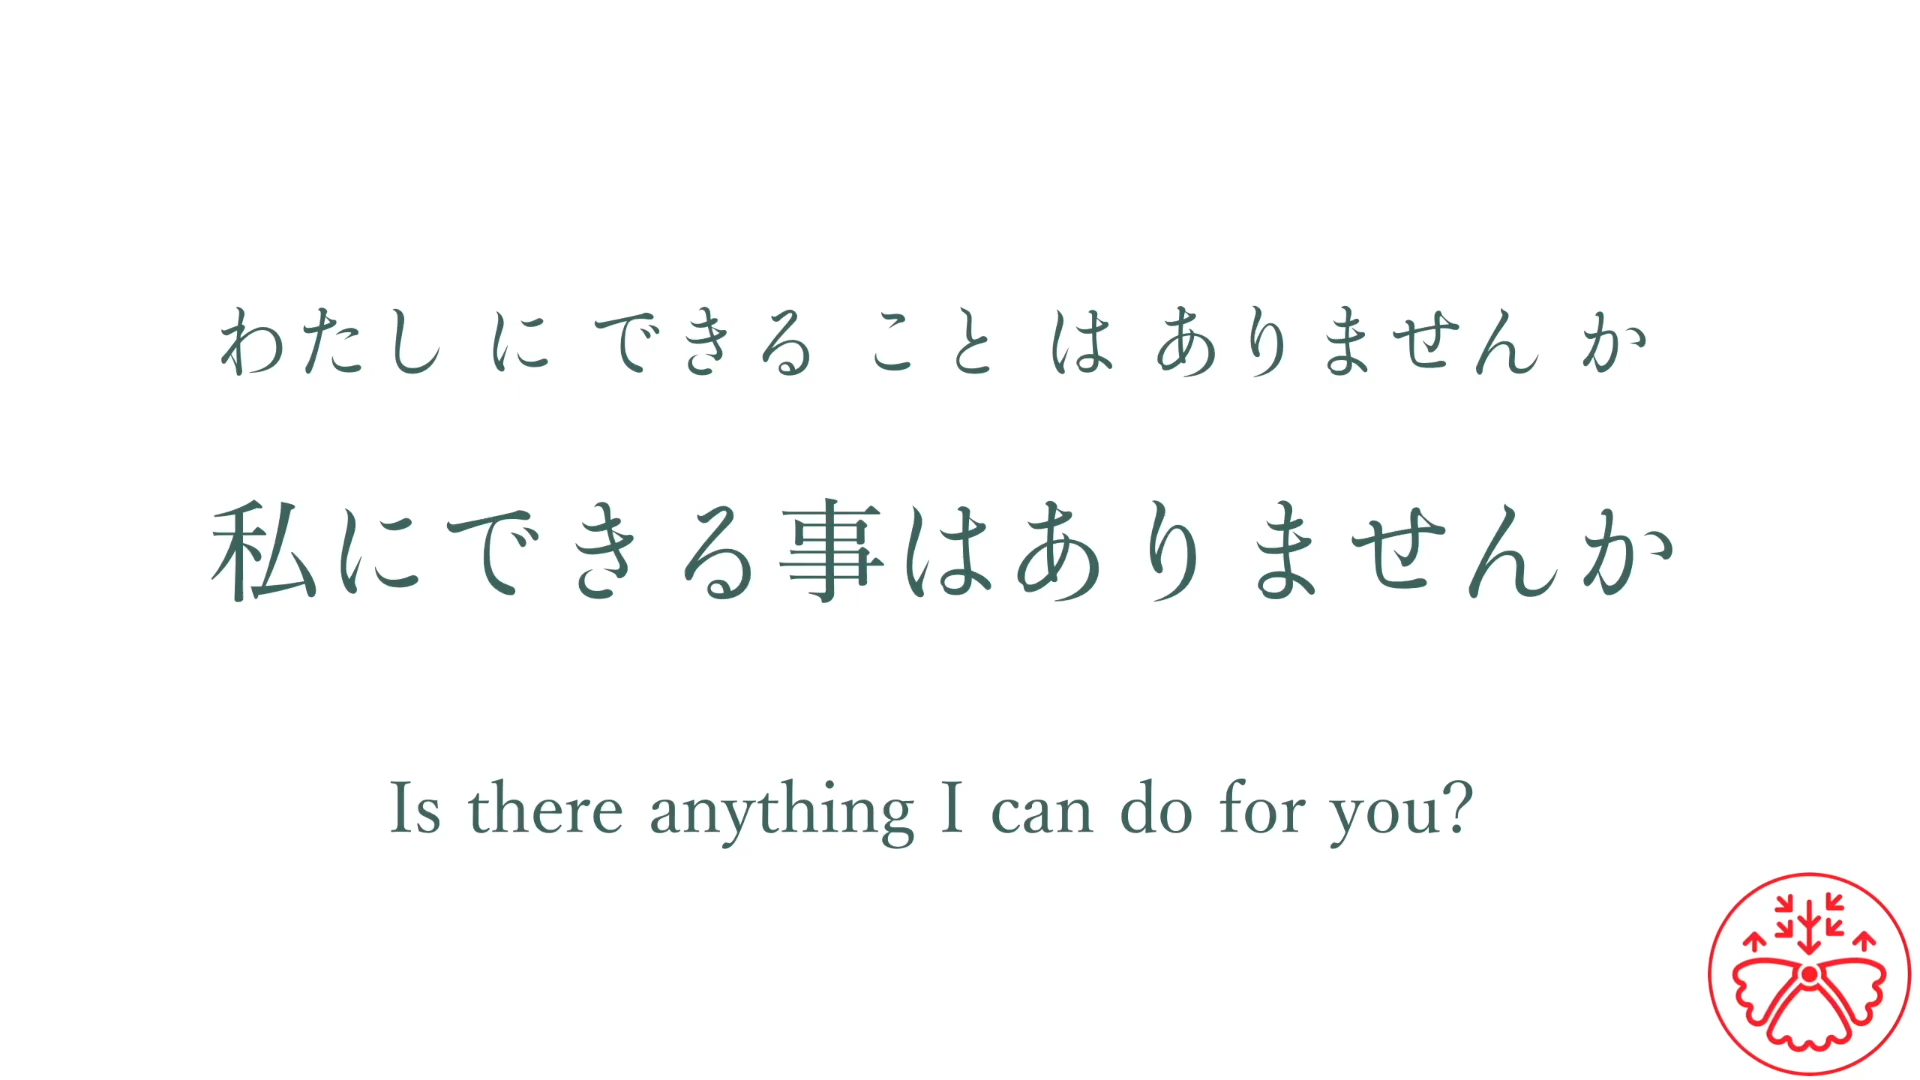 わたし に できる こと は ありません か
私にできる事はありませんか
Is there anything I can do for you?